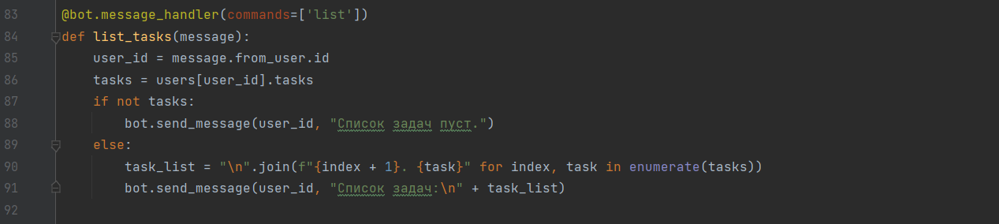 83 @bot.message_handler(commands=['list'])
84 def list_tasks(message):
85 user_id = message.from_user.id
86 tasks = users[user_id].tasks
87 if not tasks:
88 bot.send_message(user_id, "Список задач пуст.")
89 else:
90 task_list = "\n".join(f"{index + 1}. {task}" for index, task in enumerate(tasks))
91 bot.send_message(user_id, "Список задач:\n" + task_list)
92